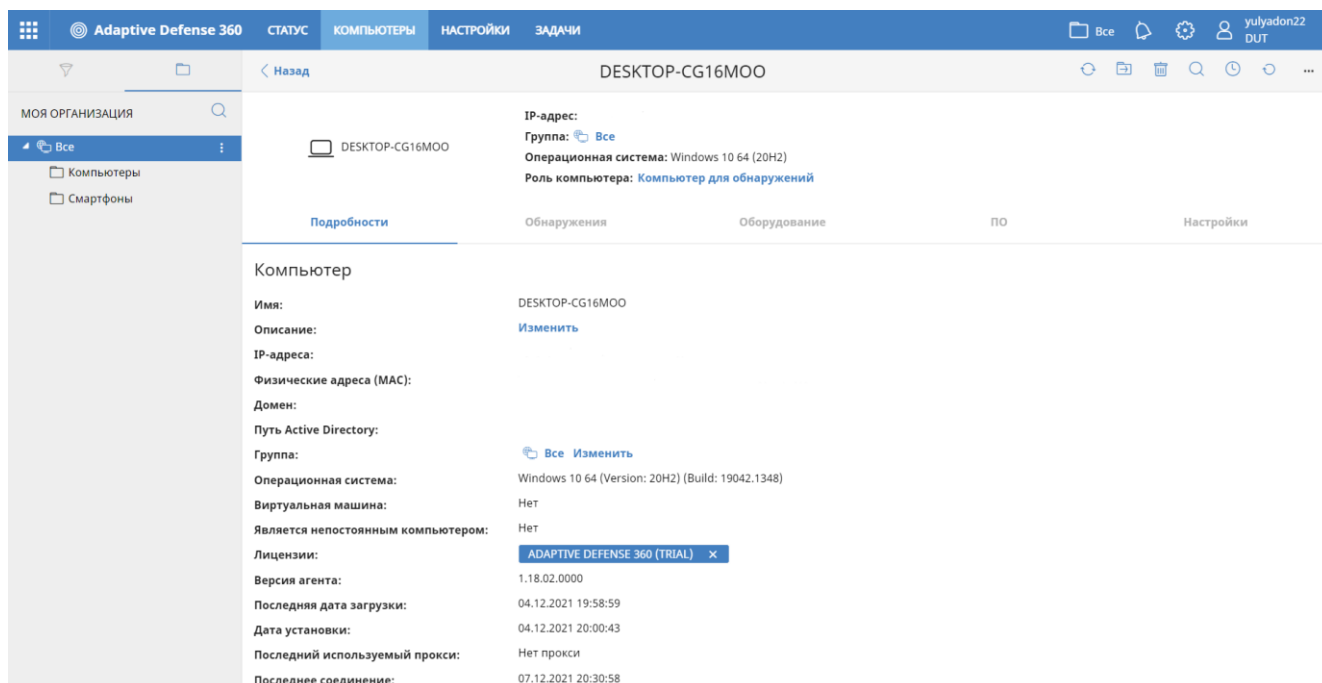 Adaptive Defense 360 СТАТУС КОМПЬЮТЕРЫ НАСТРОЙКИ ЗАДАЧИ Все yulyadon22
DUT
Назад DESKTOP-CG16MOO
МОЯ ОРГАНИЗАЦИЯ
Все
Компьютеры
Смартфоны
DESKTOP-CG16MOO
IP-адрес:
Группа: Все
Операционная система: Windows 10 64 (20H2)
Роль компьютера: Компьютер для обнаружений
Подробности Обнаружения Оборудование ПО Настройки
Компьютер
Имя: DESKTOP-CG16MOO
Описание: Изменить
IP-адреса:
Физические адреса (MAC):
Домен:
Путь Active Directory:
Группа: Все Изменить
Операционная система: Windows 10 64 (Version: 20H2) (Build: 19042.1348)
Виртуальная машина: Нет
Является непостоянным компьютером: Нет
Лицензии: ADAPTIVE DEFENSE 360 (TRIAL) ×
Версия агента: 1.18.02.0000
Последняя дата загрузки: 04.12.2021 19:58:59
Дата установки: 04.12.2021 20:00:43
Последний используемый прокси: Нет прокси
Последнее соединение: 07.12.2021 20:30:58